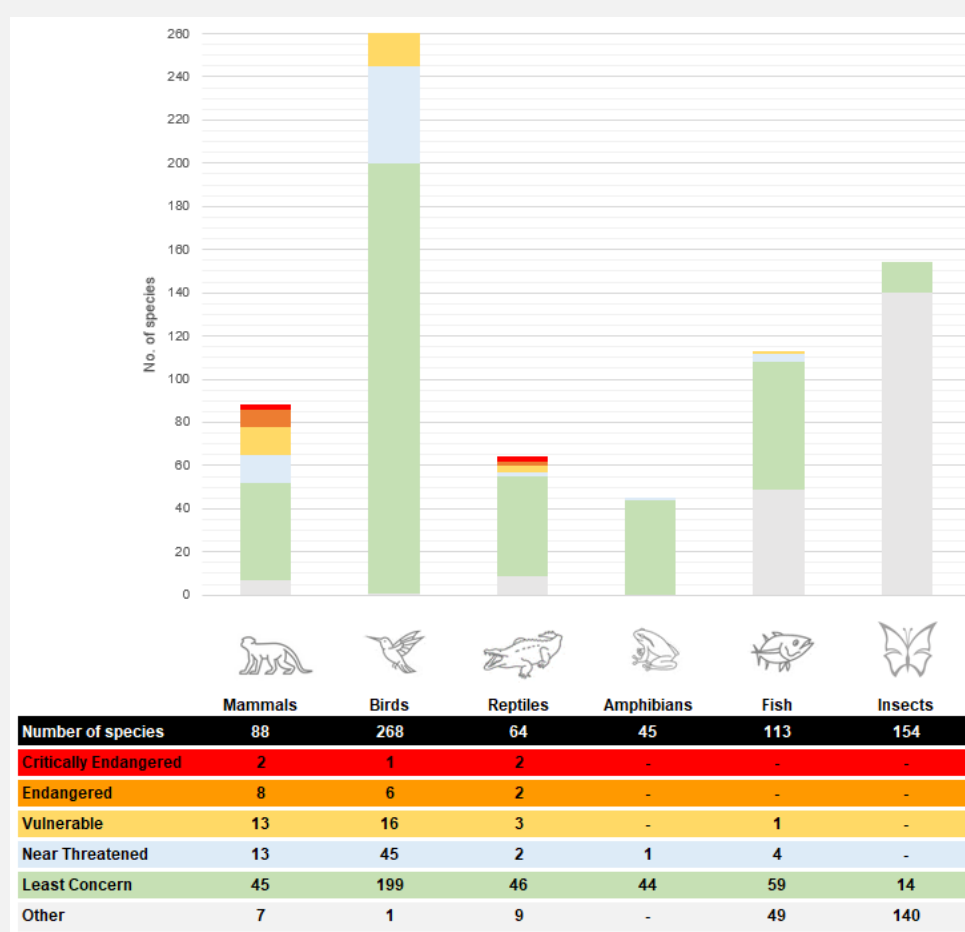 260
240
220
200
180
160
140
120
100
80
60
40
20
0
No. of species
Mammals Birds Reptiles Amphibians Fish Insects
Number of species 88 268 64 45 113 154
Critically Endangered 2 1 2 - - -
Endangered 8 6 2 - - -
Vulnerable 13 16 3 - 1 -
Near Threatened 13 45 2 1 4 -
Least Concern 45 199 46 44 59 14
Other 7 1 9 - 49 140